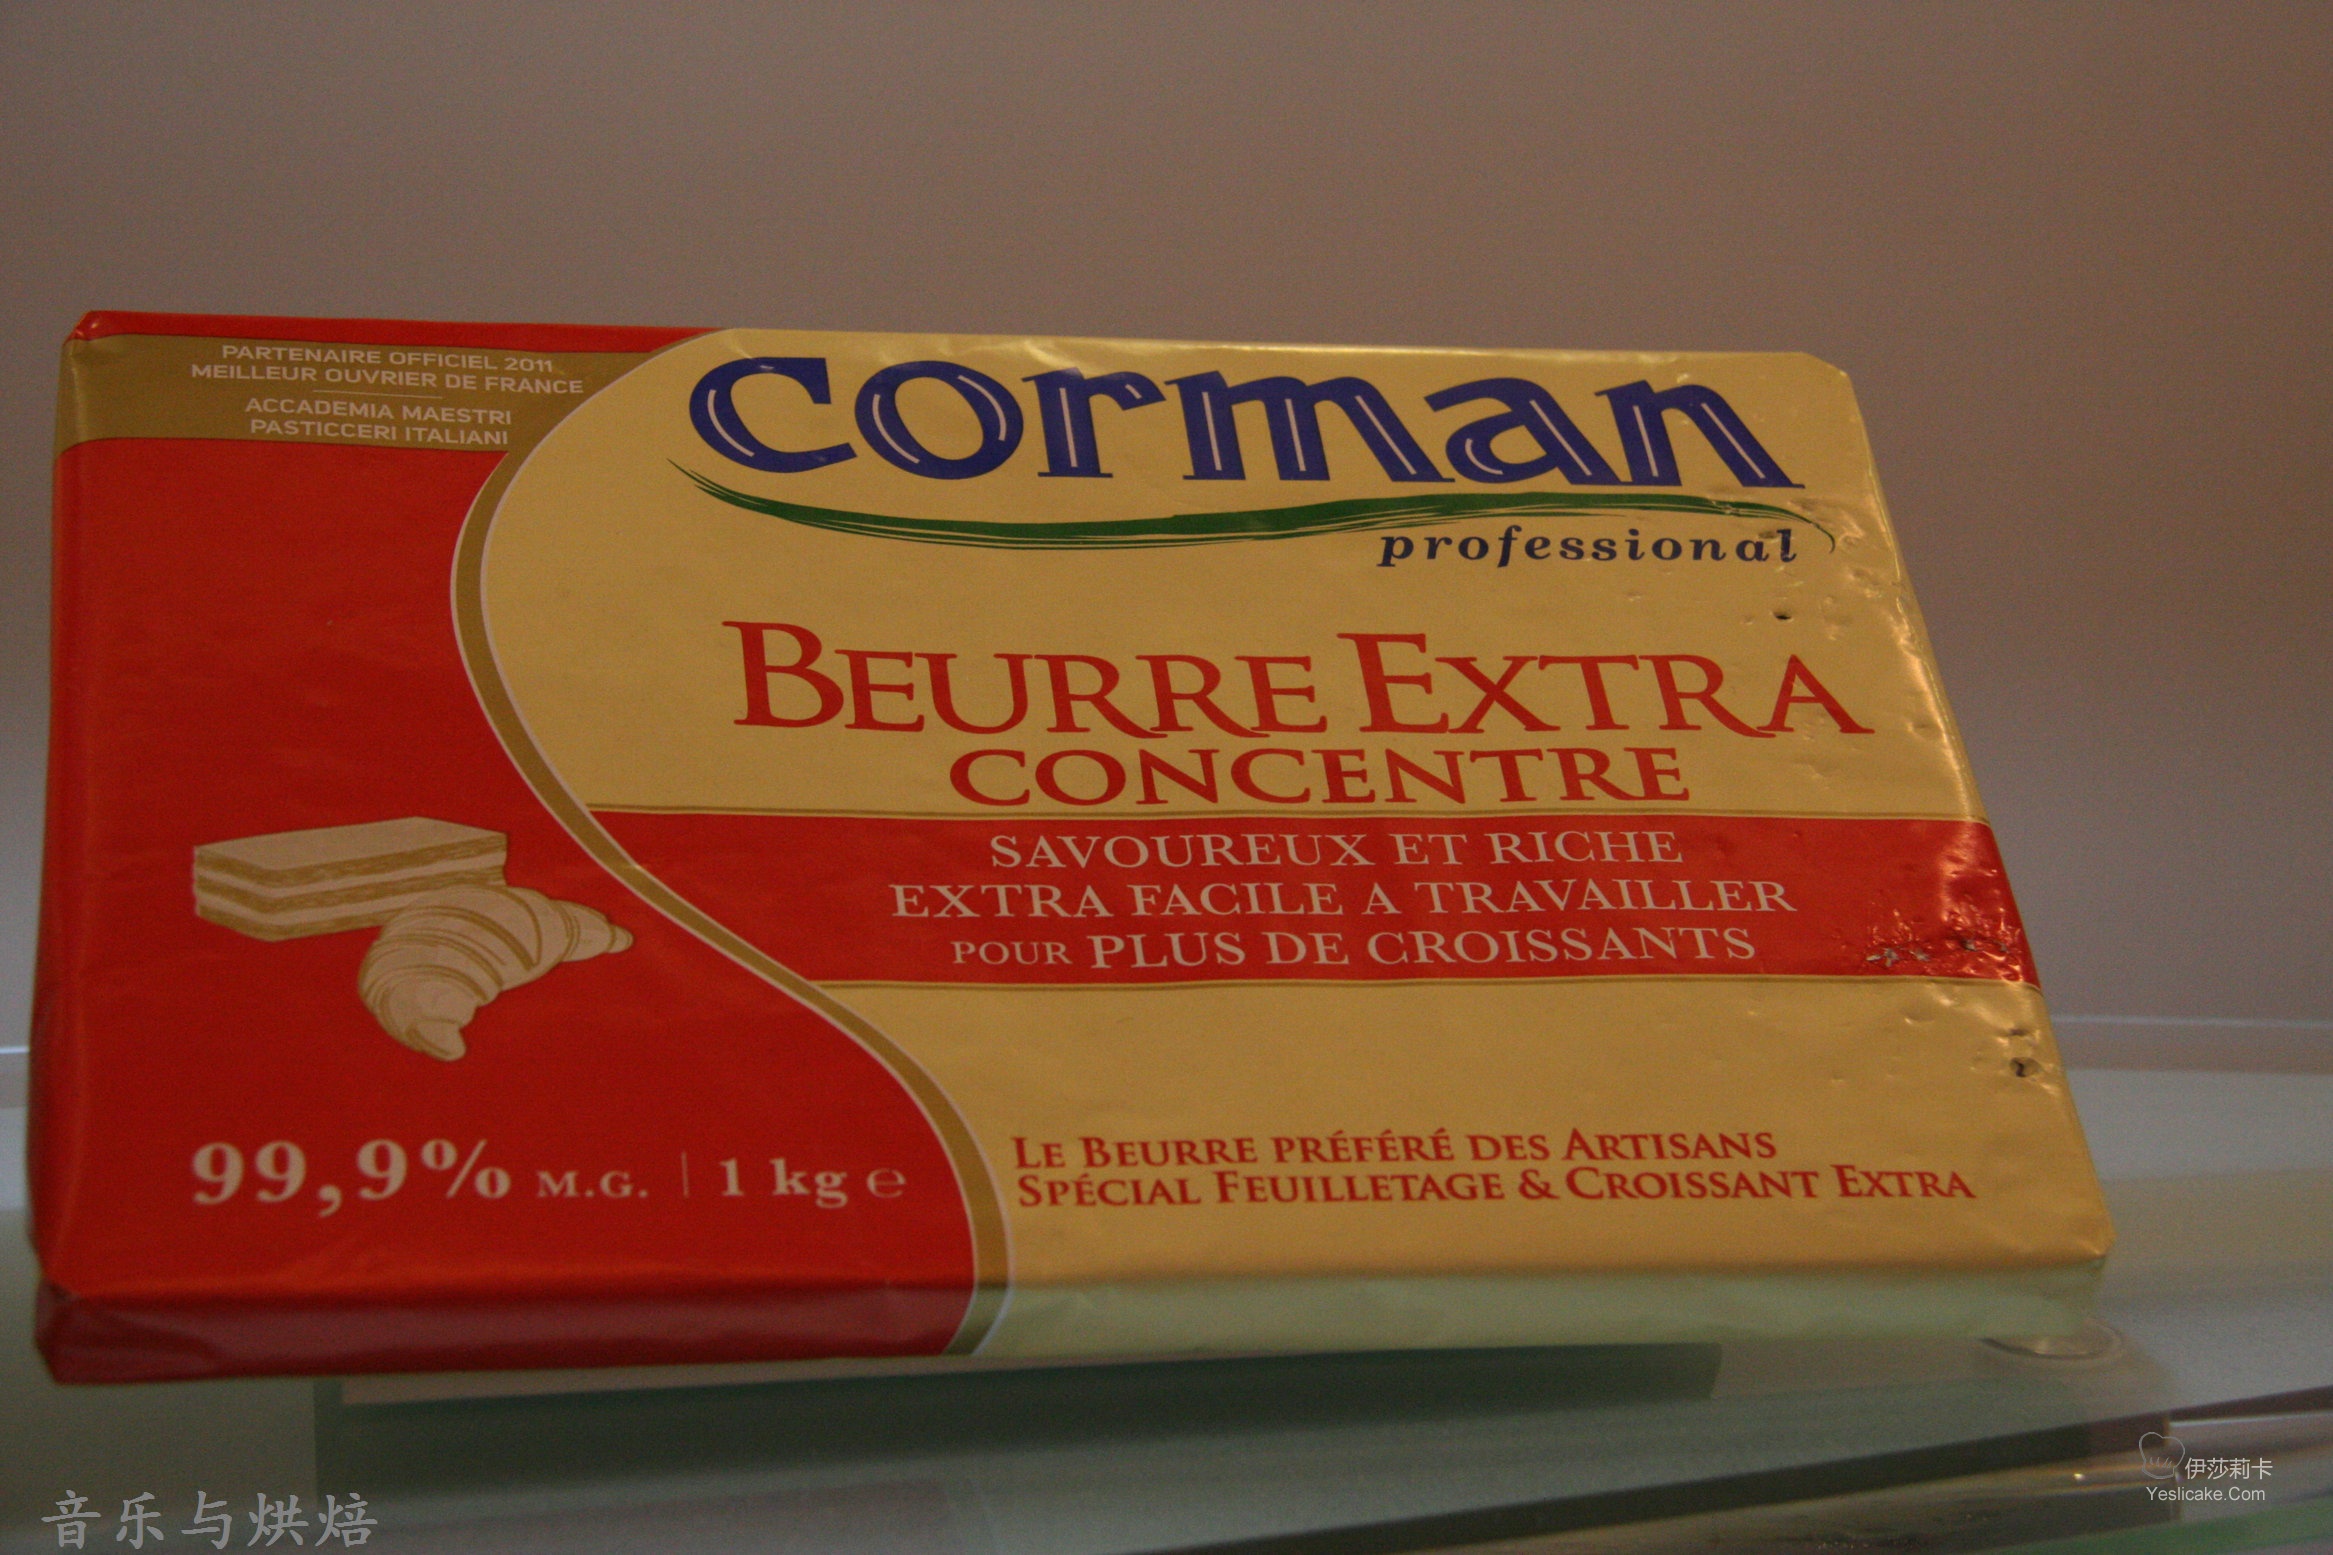 PARTENAIRE OFFICIEL 2011
MEILLEUR OUVRIER DE FRANCE
ACCADEMIA MAESTRI
PASTICCERI ITALIANI
corman
professional
BEURRE EXTRA
CONCENTRE
SAVOUREUX ET RICHE
EXTRA FACILE A TRAVAILLER
POUR PLUS DE CROISSANTS
99,9% M.G. | 1 kg ℮
LE BEURRE PRÉFÉRÉ DES ARTISANS
SPÉCIAL FEUILLETAGE & CROISSANT EXTRA
音乐与烘焙
伊莎莉卡
Yeslicake.Com